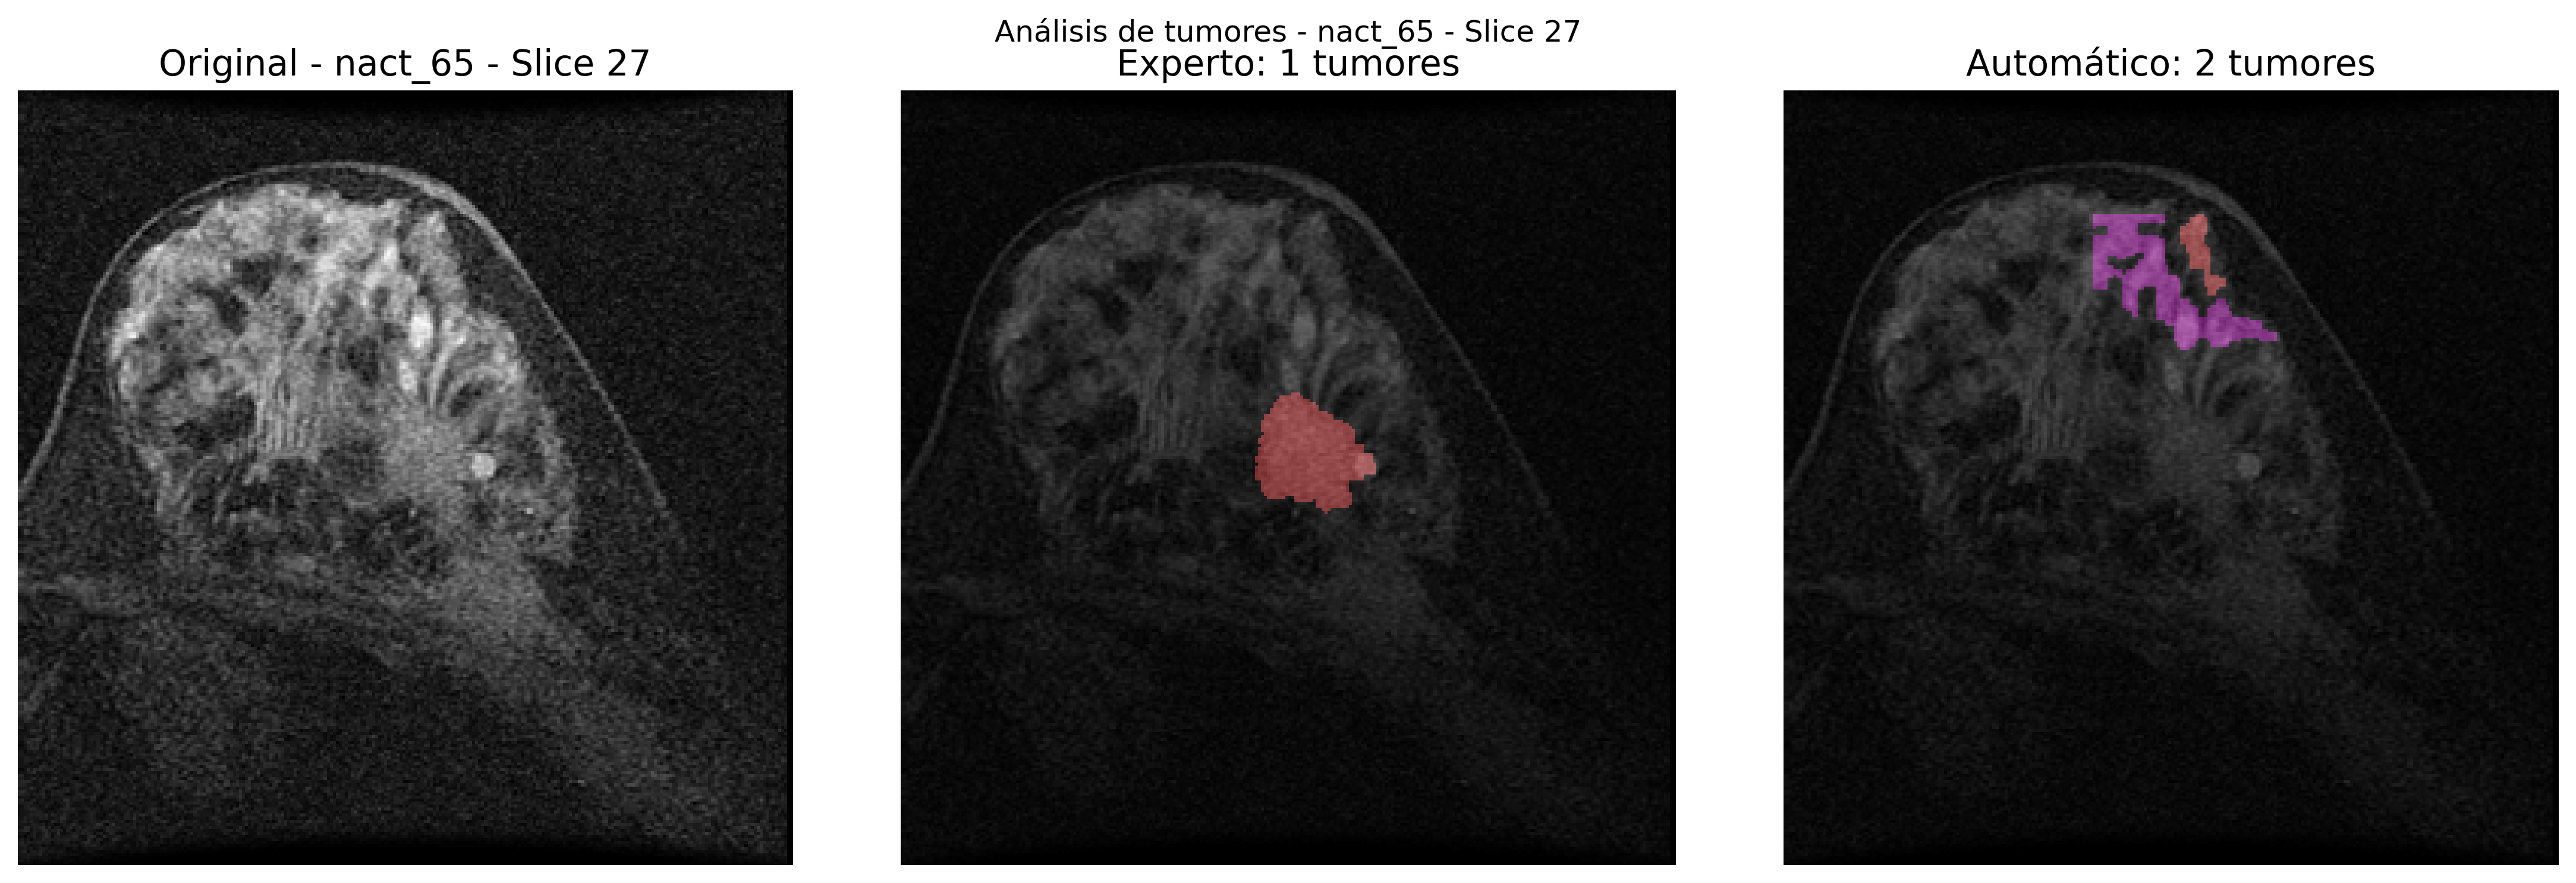 Análisis de tumores - nact_65 - Slice 27
Original - nact_65 - Slice 27
Experto: 1 tumores
Automático: 2 tumores